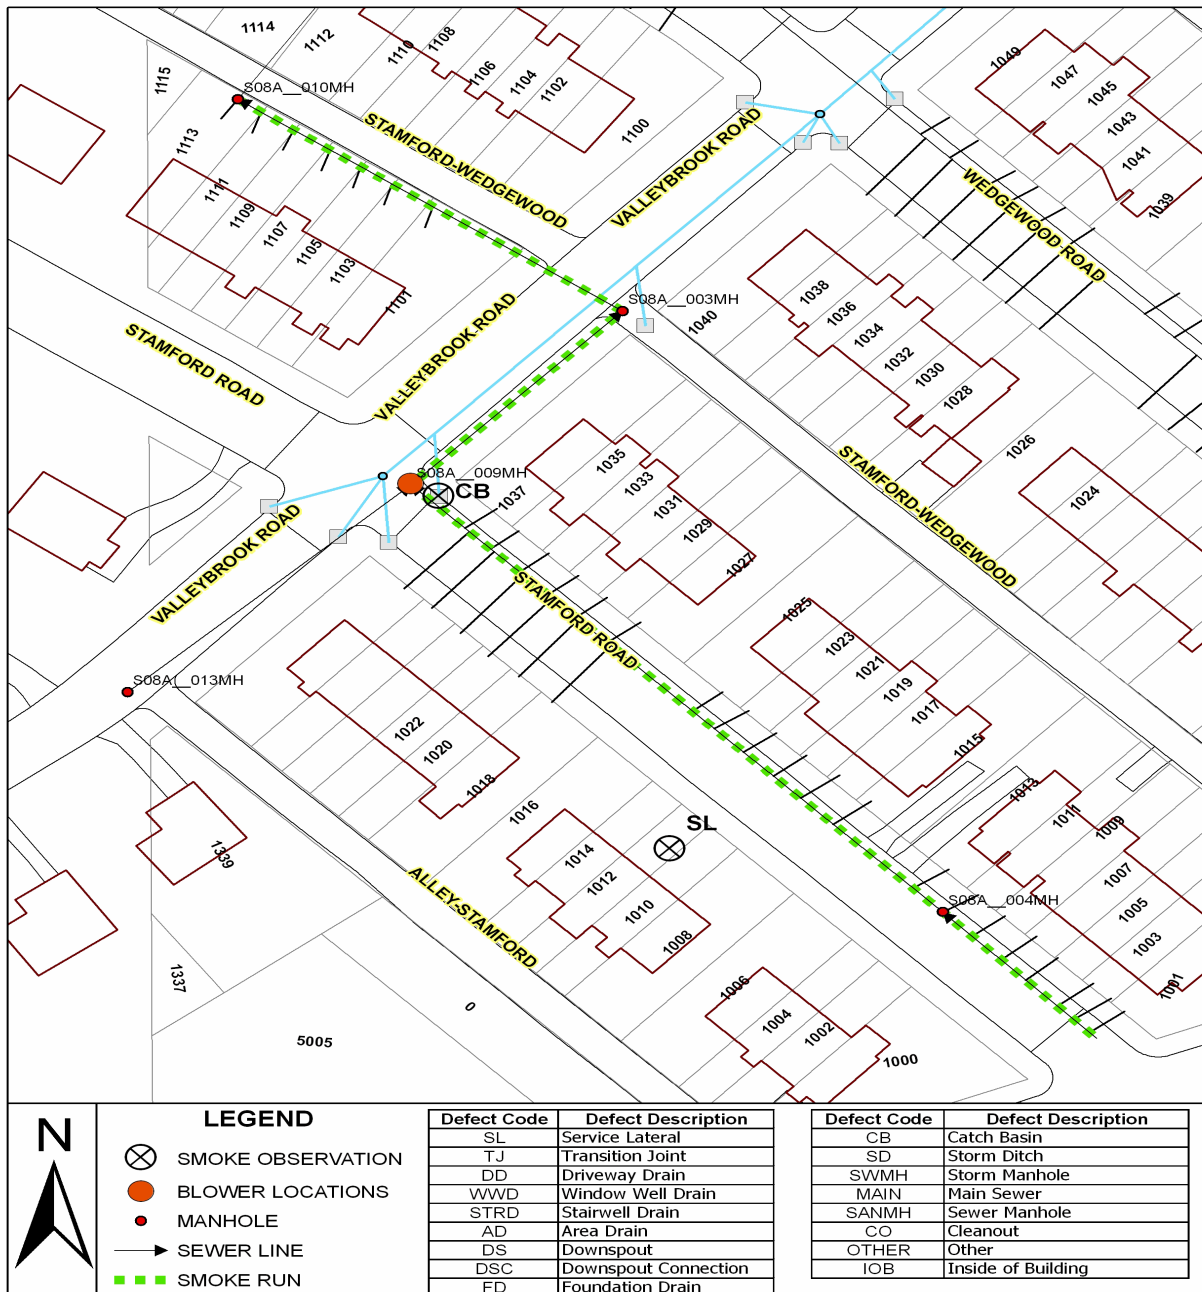 1114
1112
1110
1108
1106
1104
1102
1100
1115
1113
1111
1109
1107
1105
1103
1101
S08A__010MH
STAMFORD-WEDGEWOOD
VALLEYBROOK ROAD
1049
1047
1045
1043
1041
1039
WEDGEWOOD ROAD
S08A__003MH
1040
1038
1036
1034
1032
1030
1028
1026
1024
STAMFORD ROAD
VALLEYBROOK ROAD
STAMFORD-WEDGEWOOD
S08A__009MH
CB
1037
1035
1033
1031
1029
1027
VALLEYBROOK ROAD
STAMFORD ROAD
1025
1023
1021
1019
1017
1015
S08A__013MH
1022
1020
1018
1016
1013
1011
1009
1007
1005
1003
1001
SL
1014
1012
1010
1008
1339
ALLEY-STAMFORD
S08A__004MH
1337
0
5005
1006
1004
1002
1000
N
LEGEND
SMOKE OBSERVATION
BLOWER LOCATIONS
MANHOLE
SEWER LINE
SMOKE RUN
Defect Code Defect Description
SL Service Lateral
TJ Transition Joint
DD Driveway Drain
WWD Window Well Drain
STRD Stairwell Drain
AD Area Drain
DS Downspout
DSC Downspout Connection
FD Foundation Drain
Defect Code Defect Description
CB Catch Basin
SD Storm Ditch
SWMH Storm Manhole
MAIN Main Sewer
SANMH Sewer Manhole
CO Cleanout
OTHER Other
IOB Inside of Building